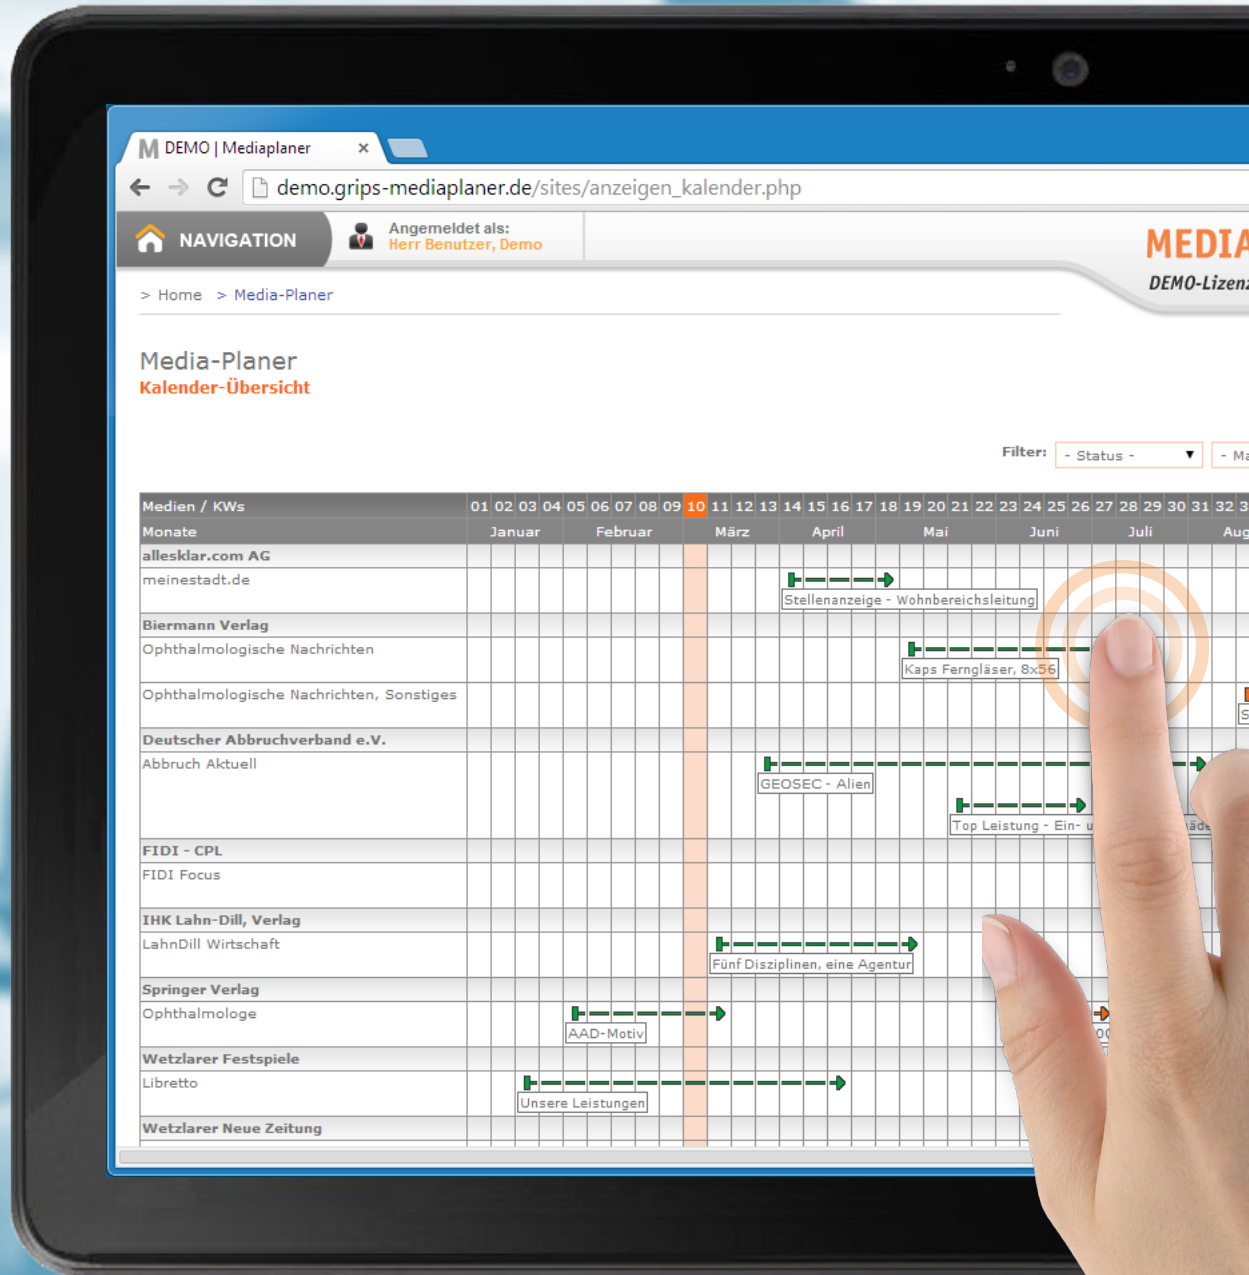 M DEMO | Mediaplaner ×
demo.grips-mediaplaner.de/sites/anzeigen_kalender.php
NAVIGATION
Angemeldet als:
Herr Benutzer, Demo
MEDIA
DEMO-Lizenz
> Home > Media-Planer
Media-Planer
Kalender-Übersicht
Filter: - Status - - Ma
Medien / KWs 01 02 03 04 05 06 07 08 09 10 11 12 13 14 15 16 17 18 19 20 21 22 23 24 25 26 27 28 29 30 31 32 3
Monate Januar Februar März April Mai Juni Juli Aug
allesklar.com AG
meinestadt.de
Stellenanzeige - Wohnbereichsleitung
Biermann Verlag
Ophthalmologische Nachrichten
Kaps Ferngläser, 8x56
Ophthalmologische Nachrichten, Sonstiges
S
Deutscher Abbruchverband e.V.
Abbruch Aktuell
GEOSEC - Alien
Top Leistung - Ein- u äde
FIDI - CPL
FIDI Focus
IHK Lahn-Dill, Verlag
LahnDill Wirtschaft
Fünf Disziplinen, eine Agentur
Springer Verlag
Ophthalmologe
AAD-Motiv
Wetzlarer Festspiele
Libretto
Unsere Leistungen
Wetzlarer Neue Zeitung